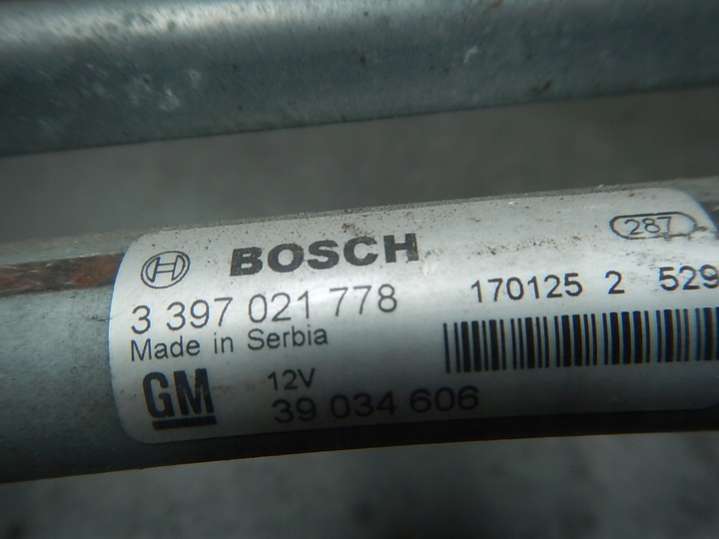 BOSCH
287
3 397 021 778
170125 2 529
Made in Serbia
GM
12V
39 034 606